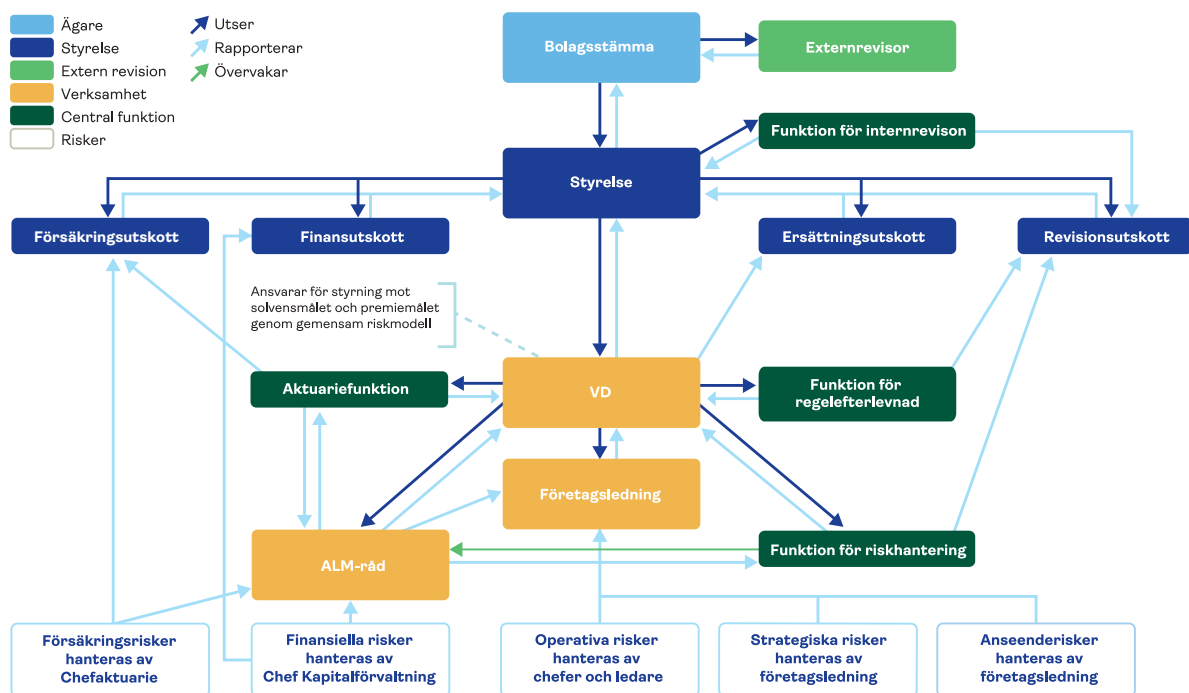 Ägare
Styrelse
Extern revision
Verksamhet
Central funktion
Risker
Utser
Rapporterar
Övervakar
Bolagsstämma
Externrevisor
Funktion för internrevison
Styrelse
Försäkringsutskott
Finansutskott
Ersättningsutskott
Revisionsutskott
Ansvarar för styrning mot
solvensmålet och premiemålet
genom gemensam riskmodell
Aktuariefunktion
VD
Funktion för
regelefterlevnad
Företagsledning
ALM-råd
Funktion för riskhantering
Försäkringsrisker
hanteras av
Chefaktuarie
Finansiella risker
hanteras av
Chef Kapitalförvaltning
Operativa risker
hanteras av
chefer och ledare
Strategiska risker
hanteras av
företagsledning
Anseenderisker
hanteras av
företagsledning